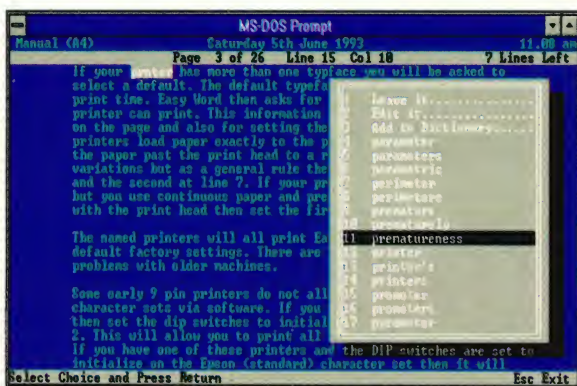 MS-DOS Prompt
Manual (A4) Saturday 5th June 1993 11.00 am
Page 3 of 26 Line 15 Col 10 7 Lines Left
If your has more than one typface you will be asked to
select a default. The default typefa
print time. Easy Word then asks for
printer can print. This information
on the page and also for setting the
printers load paper exactly to the p
the paper past the print head to a r
variations but as a general rule the
and the second at line 7. If your pr
but you use continuous paper and pre
with the print head then set the fir
The named printers will all print Ea
default factory settings. There are
problems with older machines.
Some early 9 pin printers do not all
character sets via software. If you
then set the dip switches to initial
2. This will allow you to print all
If you have one of these printers and the DIP switches are set to
initialize on the Epson (standard) character set then it will
Leave it
Edit it
Add to Dictionary
parameter
parameters
parametric
perimeter
prematurely
11 prematureness
printer
printer's
printers
promoter
promoters
Select Choice and Press Return Esc Exit